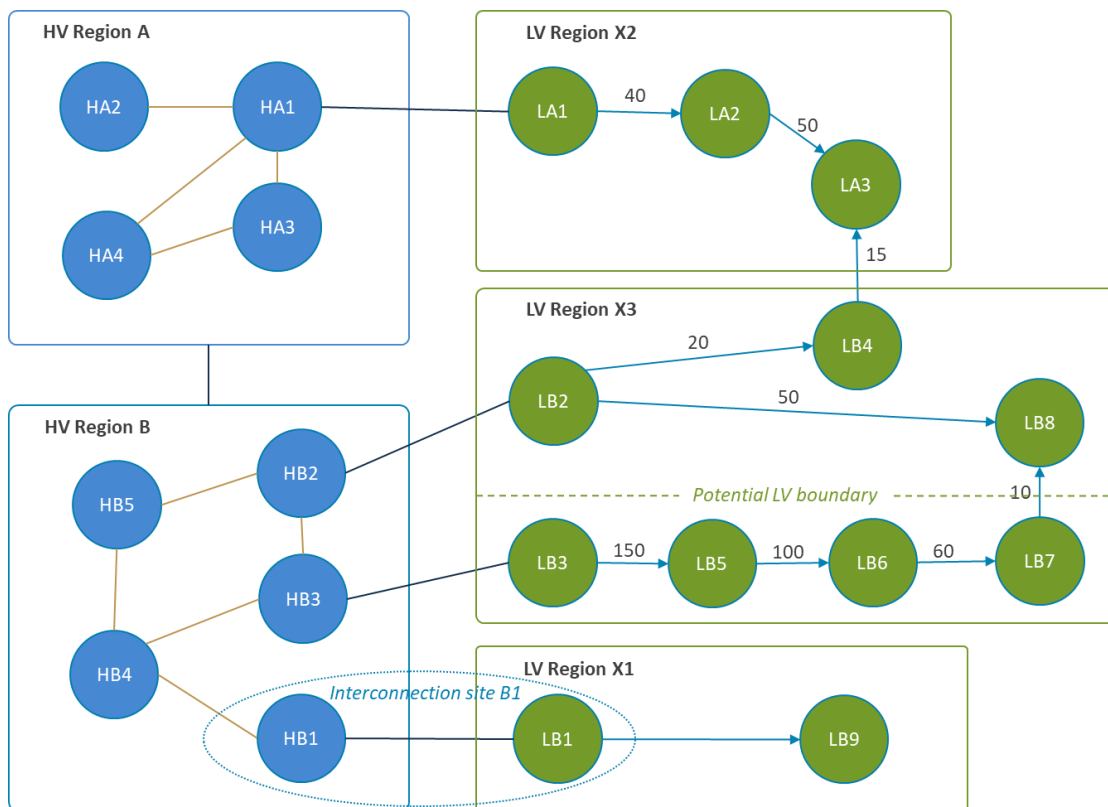 HV Region A
HA2
HA1
HA4
HA3
LV Region X2
LA1
40
LA2
50
LA3
15
LV Region X3
LB2
20
LB4
50
LB8
Potential LV boundary
10
LB3
150
LB5
100
LB6
60
LB7
HV Region B
HB5
HB2
HB3
HB4
HB1
Interconnection site B1
LV Region X1
LB1
LB9